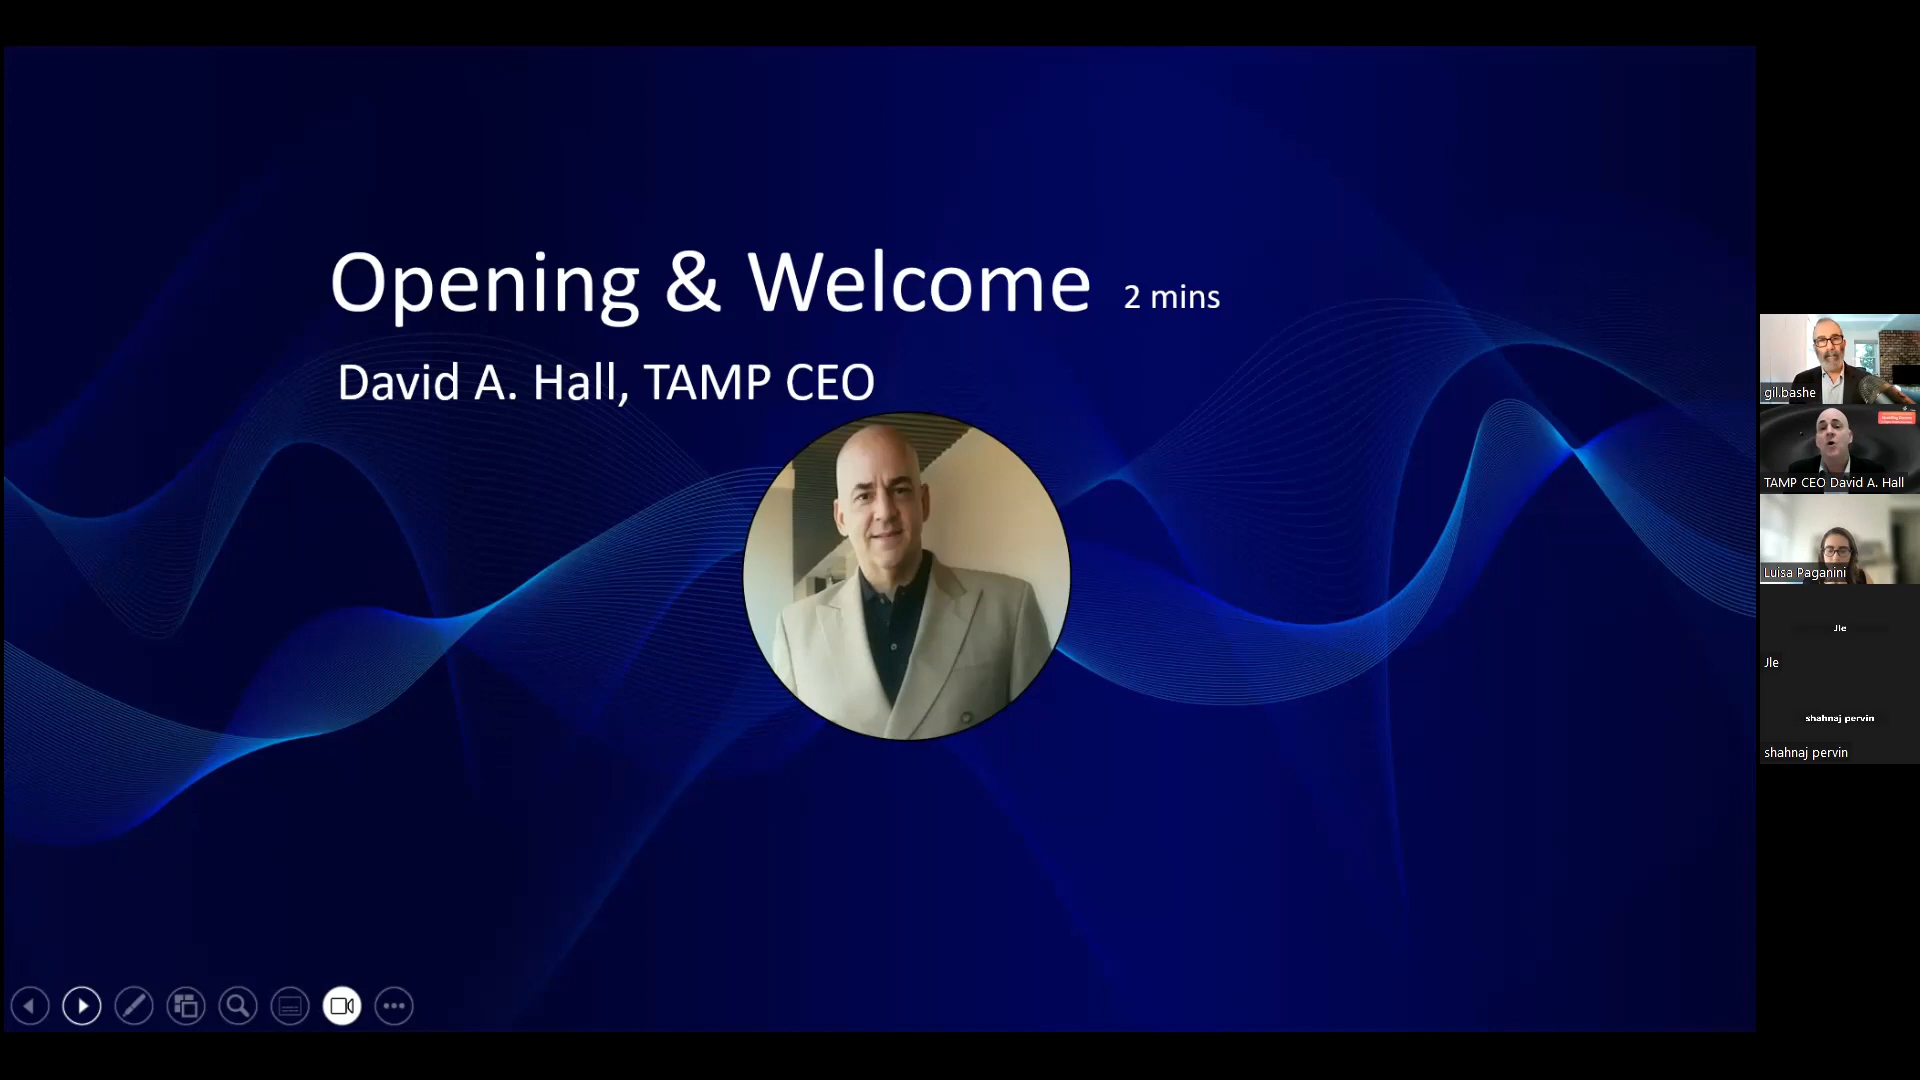 Opening & Welcome 2 mins
David A. Hall, TAMP CEO
gil.bashe
TAMP CEO David A. Hall
Luisa Paganini
Jle
Jle
shahnaj pervin
shahnaj pervin